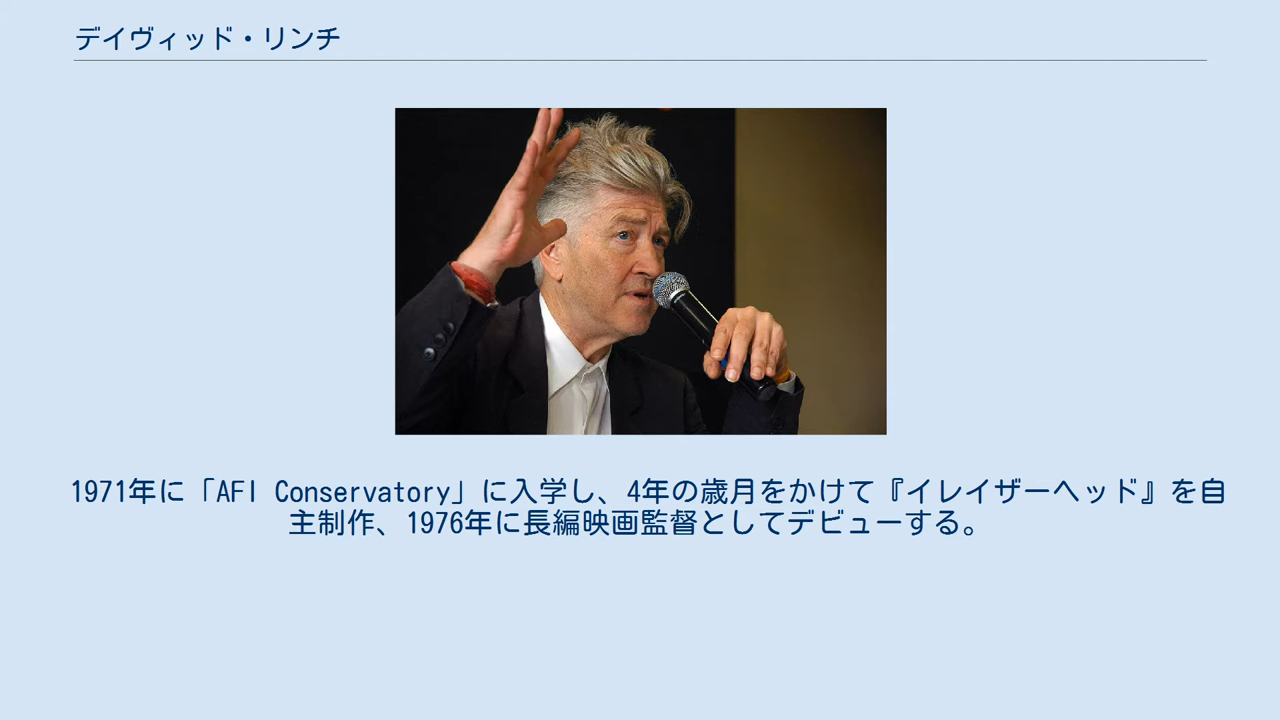 デイヴィッド・リンチ
1971年に「AFI Conservatory」に入学し、4年の歳月をかけて『イレイザーヘッド』を自
主制作、1976年に長編映画監督としてデビューする。